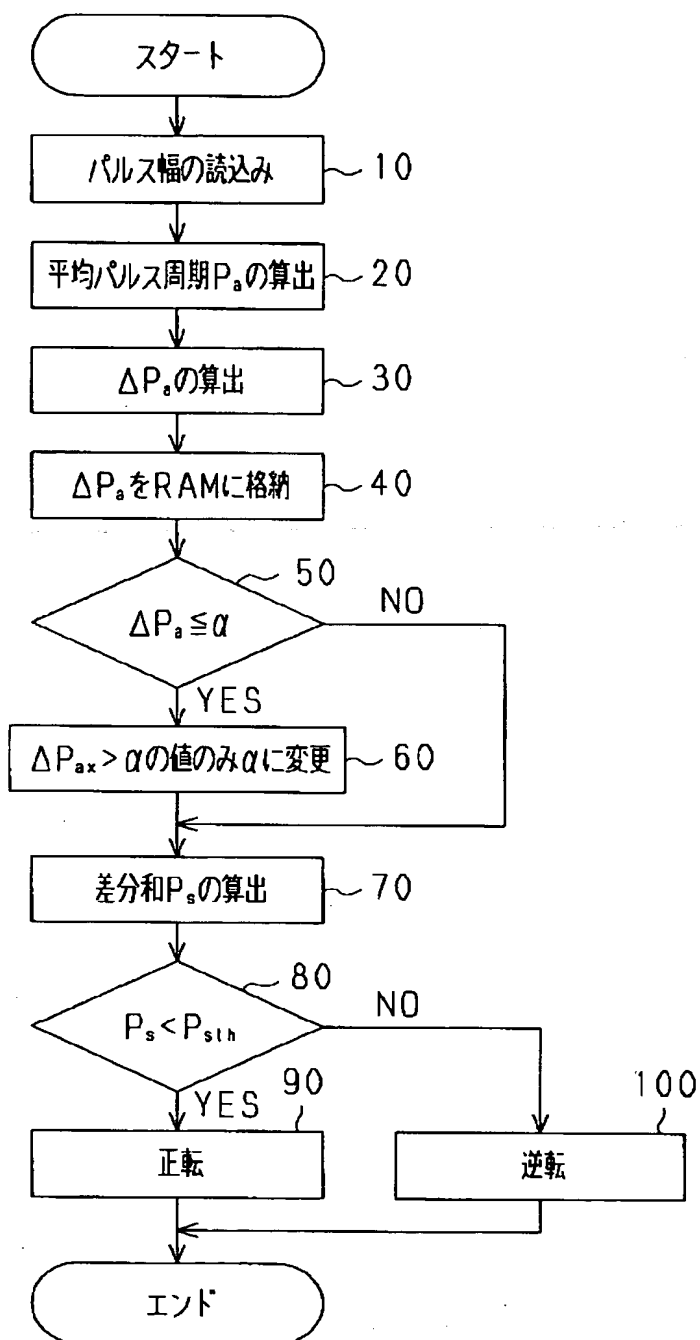 スタート
パルス幅の読込み
10
平均パルス周期Paの算出
20
ΔPaの算出
30
ΔPaをRAMに格納
40
50
ΔPa≦α
NO
YES
ΔPax>αの値のみαに変更
60
差分和Psの算出
70
80
Ps<Psth
NO
YES
90
正転
100
逆転
エンド